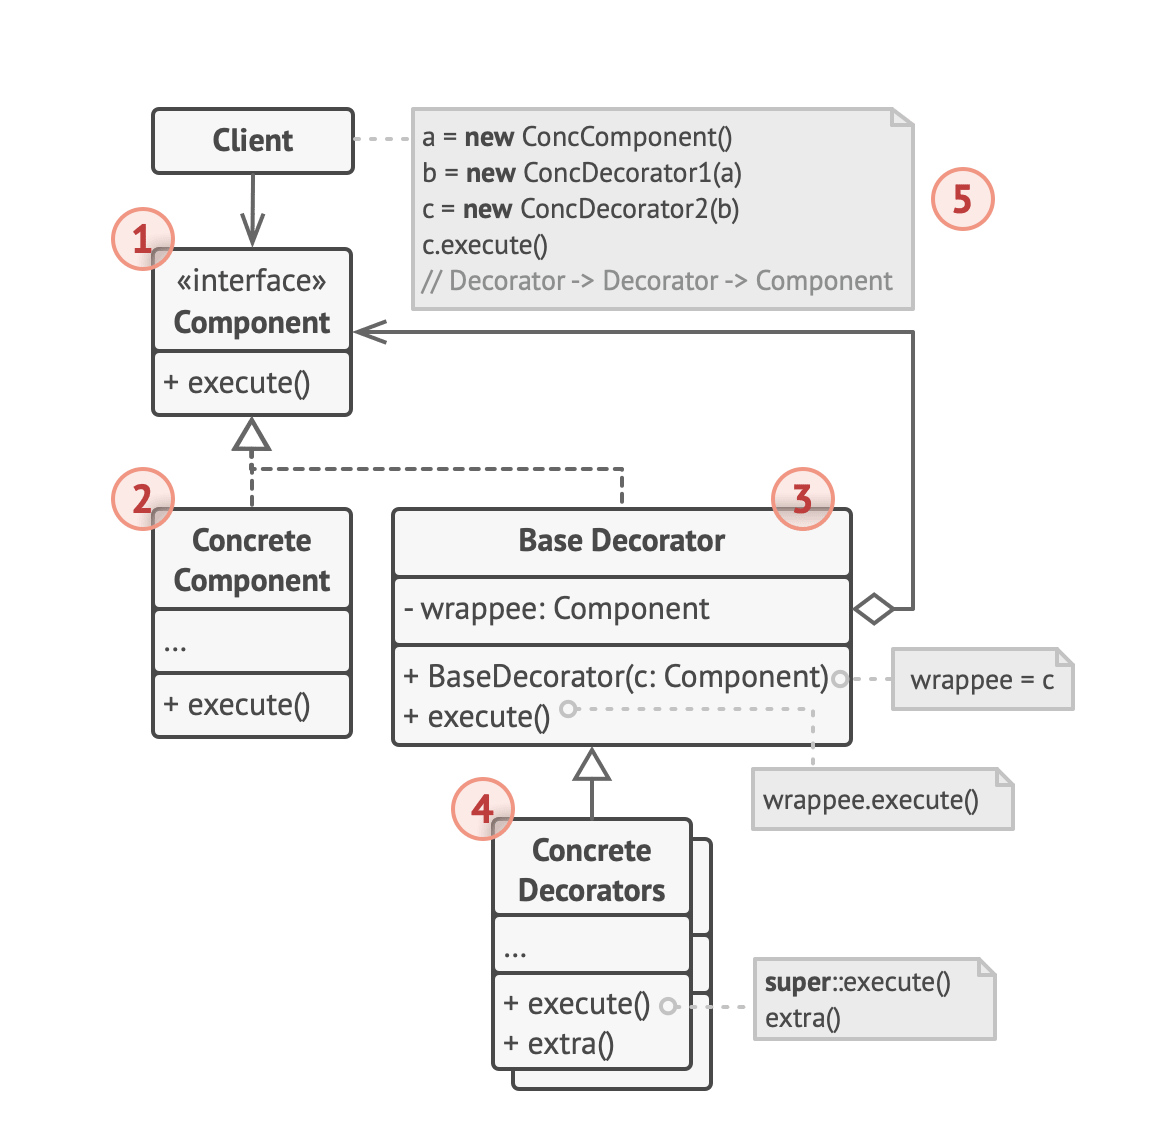 Client
a = new ConcComponent()
b = new ConcDecorator1(a)
c = new ConcDecorator2(b)
c.execute()
// Decorator -> Decorator -> Component
5
1
«interface»
Component
+ execute()
2
Concrete
Component
...
+ execute()
3
Base Decorator
- wrappee: Component
+ BaseDecorator(c: Component)
+ execute()
wrappee = c
wrappee.execute()
4
Concrete
Decorators
...
+ execute()
+ extra()
super::execute()
extra()